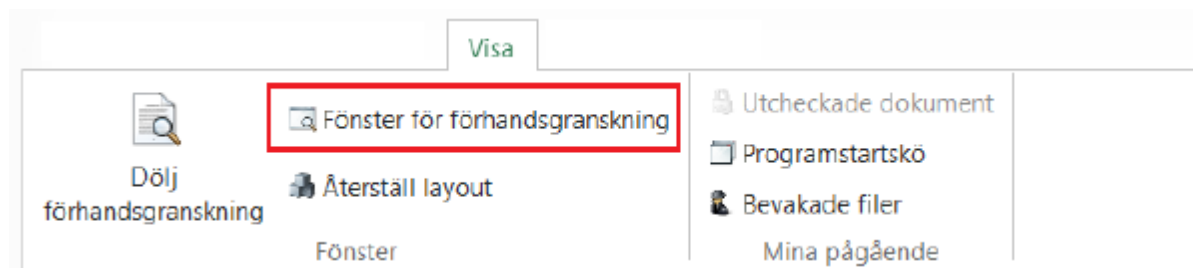 Visa
Dölj
förhandsgranskning
Fönster för förhandsgranskning
Återställ layout
Fönster
Utcheckade dokument
Programstartskö
Bevakade filer
Mina pågående